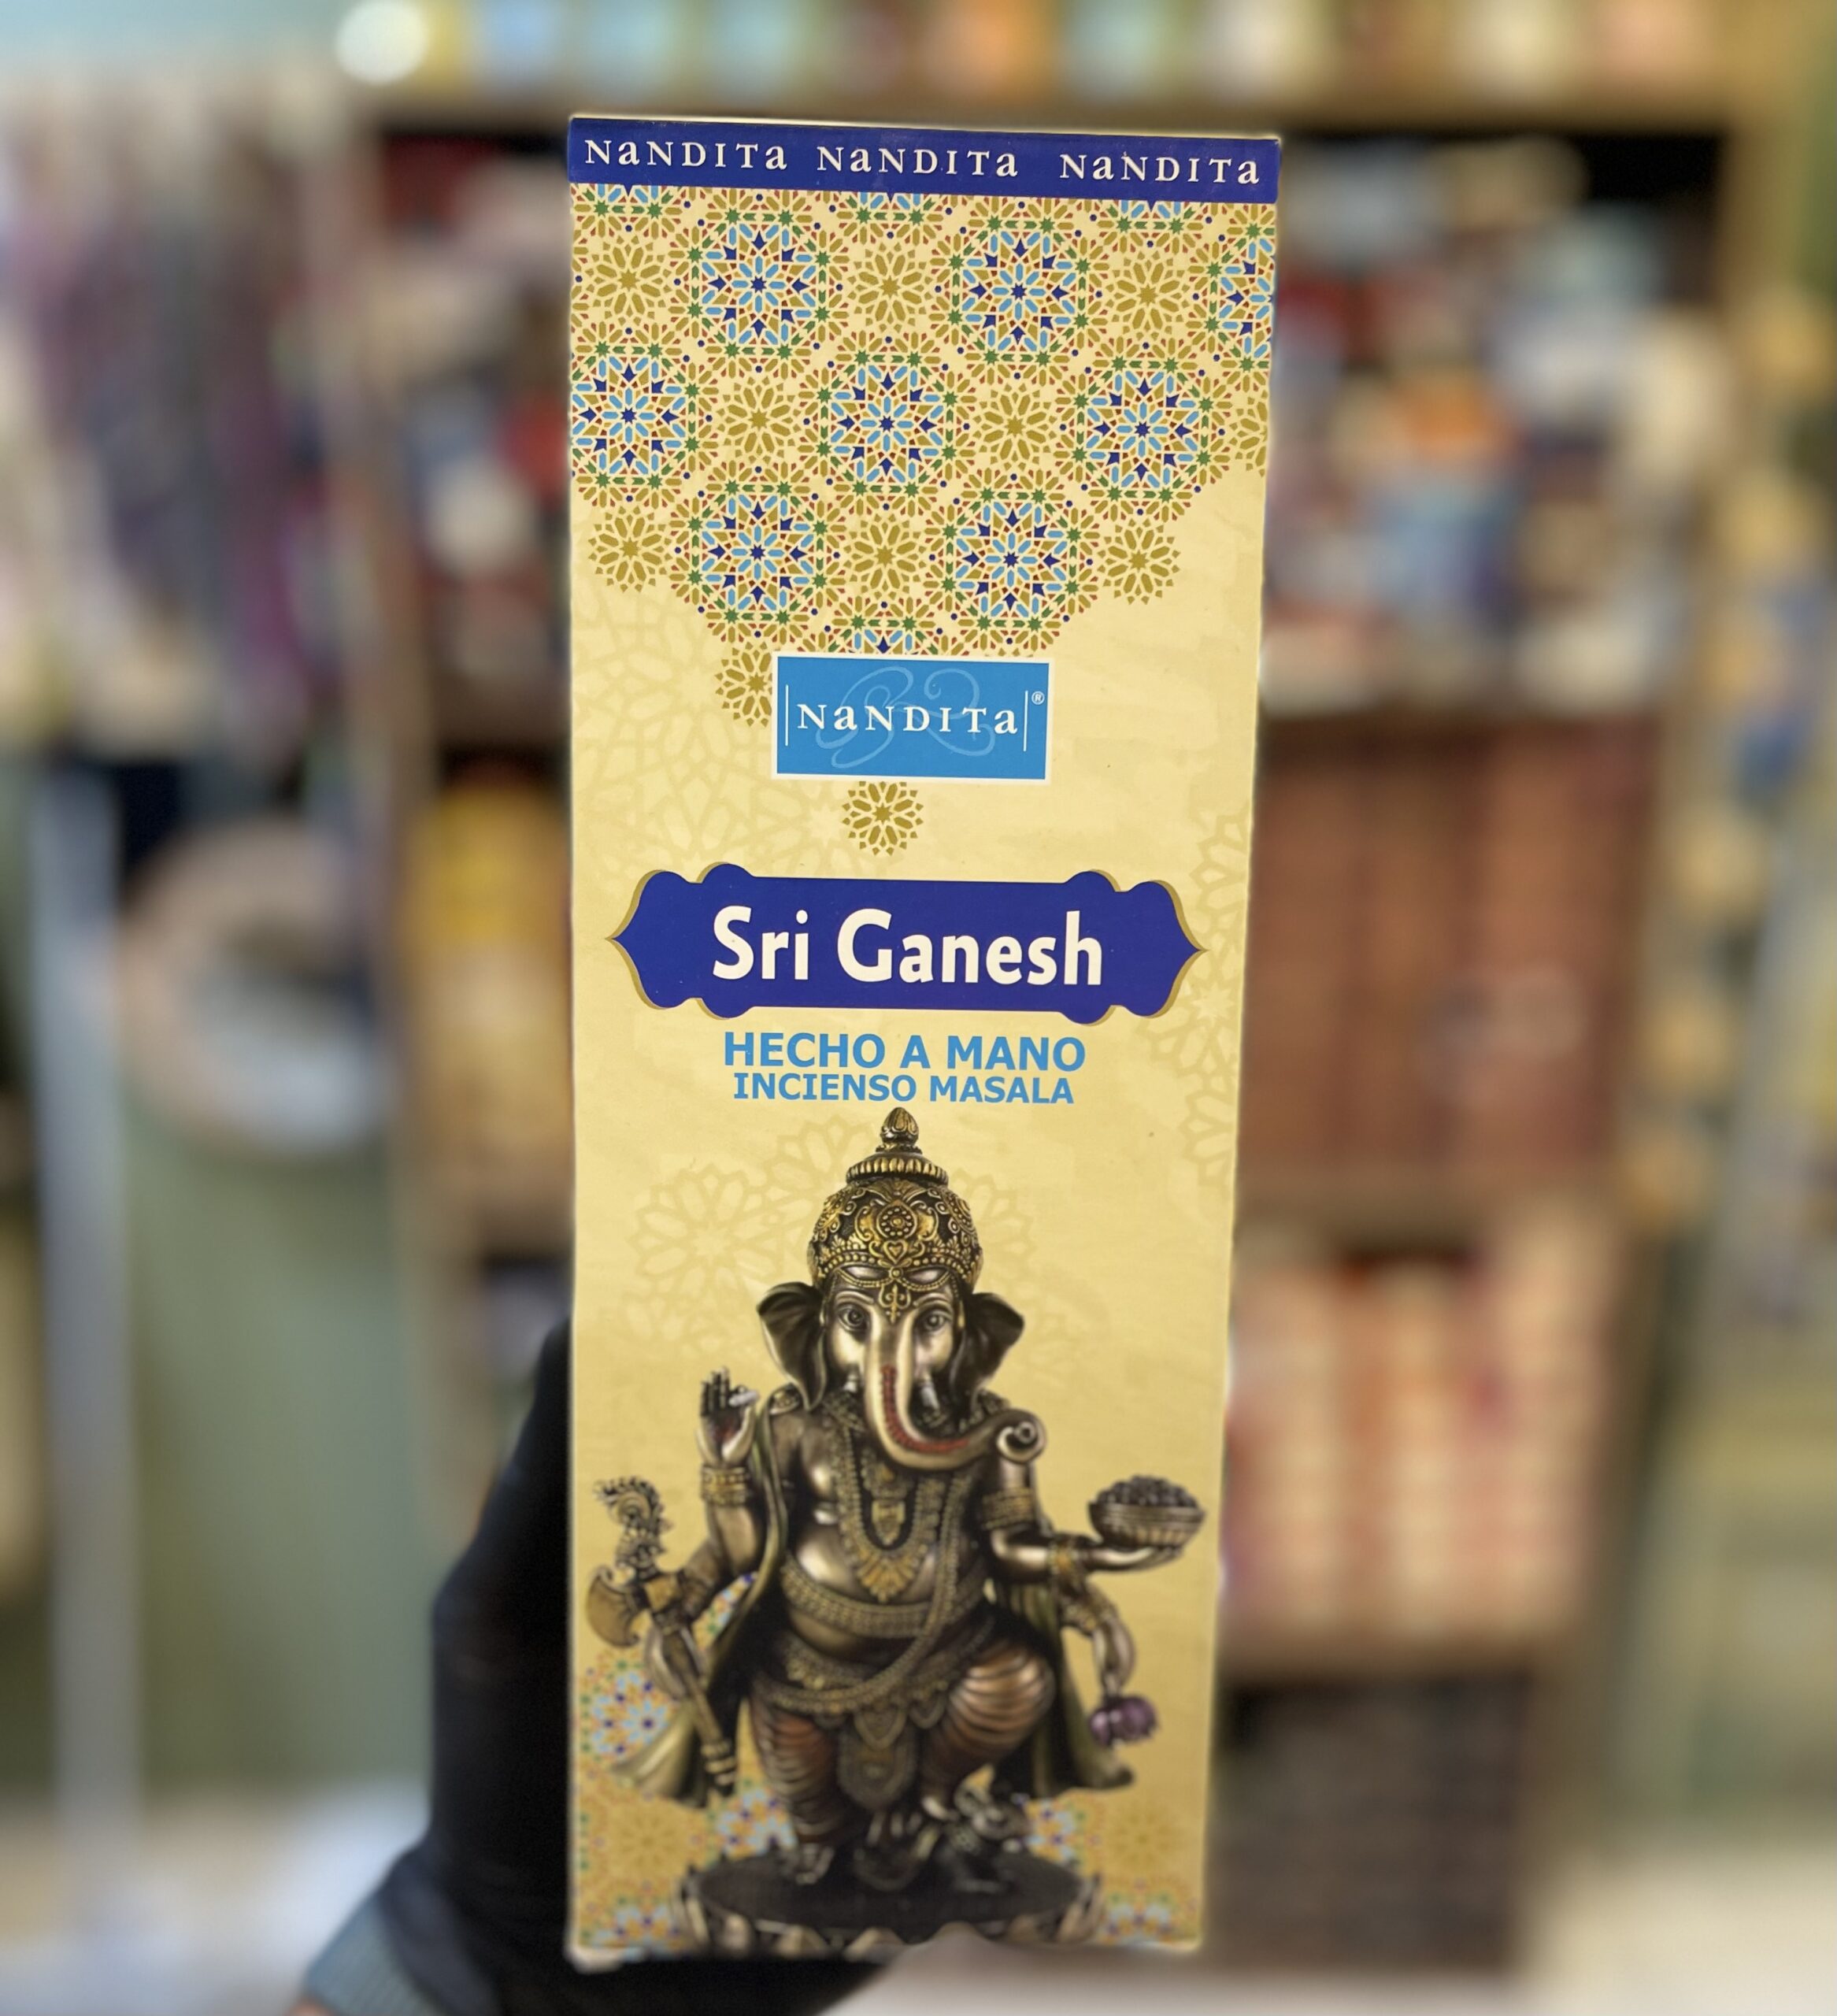 NaNDITa NaNDITa NaNDITa
NaNDITa®
Sri Ganesh
HECHO A MANO
INCIENSO MASALA